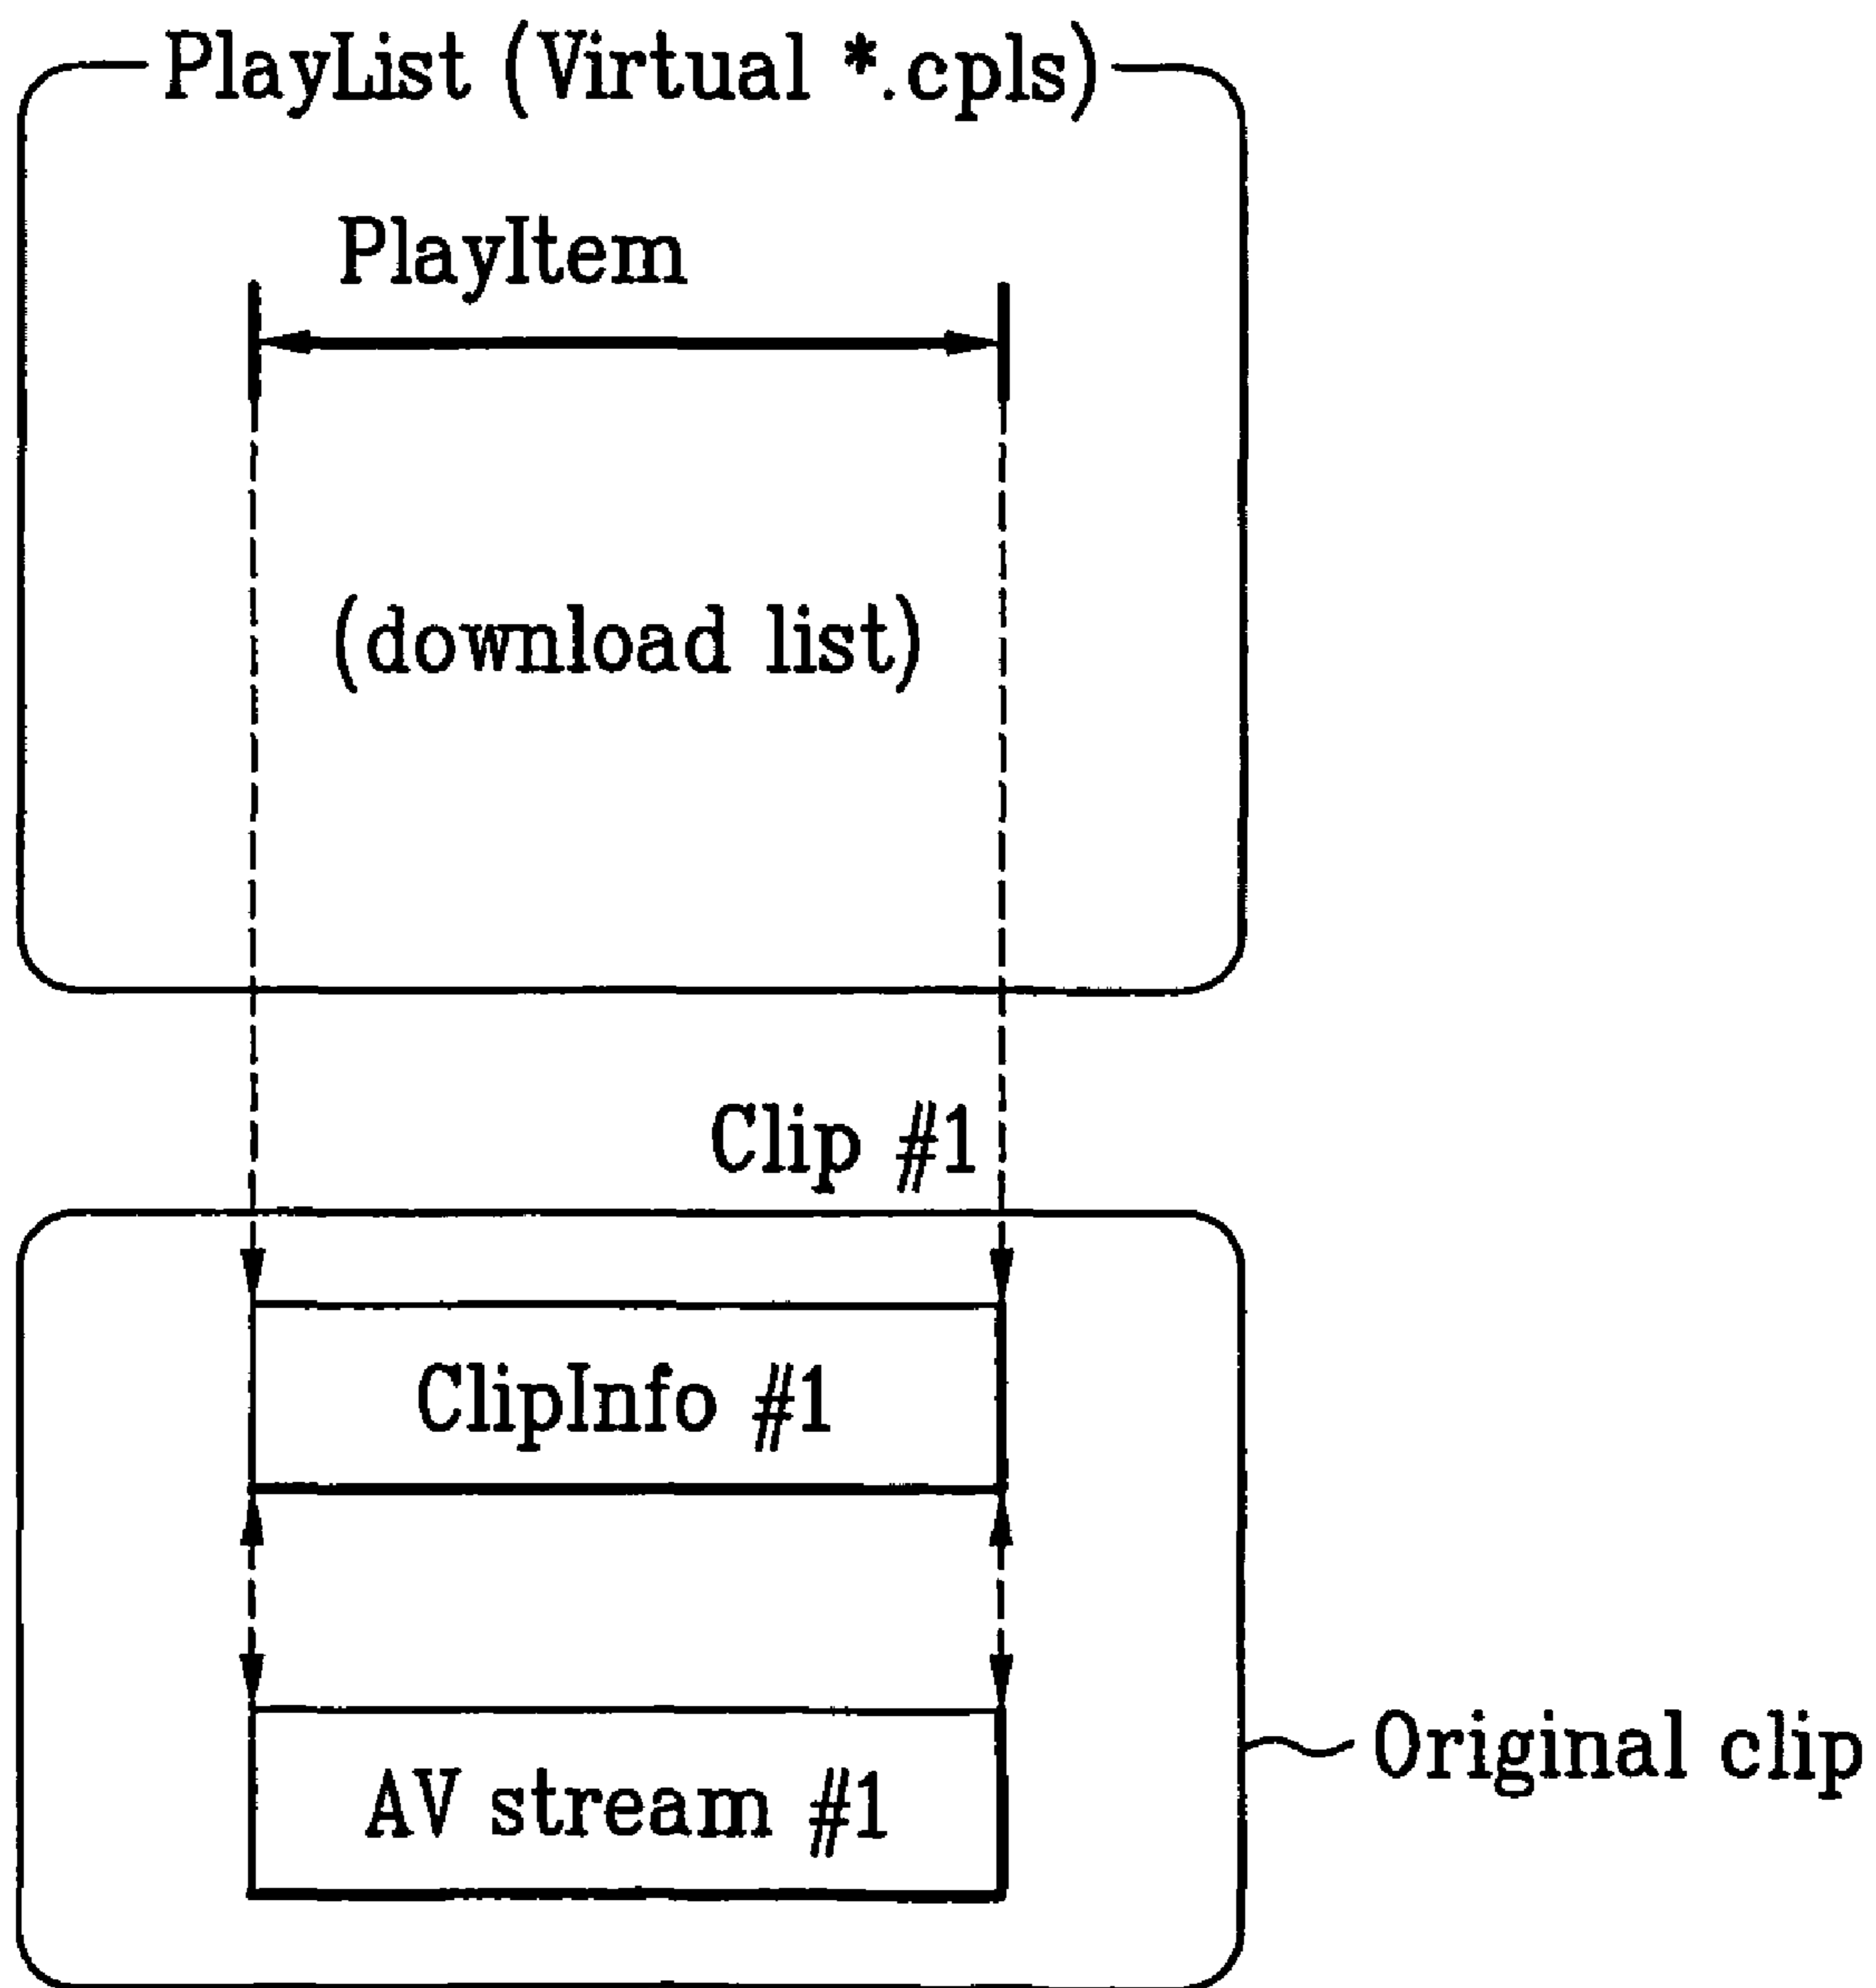 PlayList (Virtual *.cpls)
PlayItem
(download list)
Clip #1
ClipInfo #1
AV stream #1
Original clip